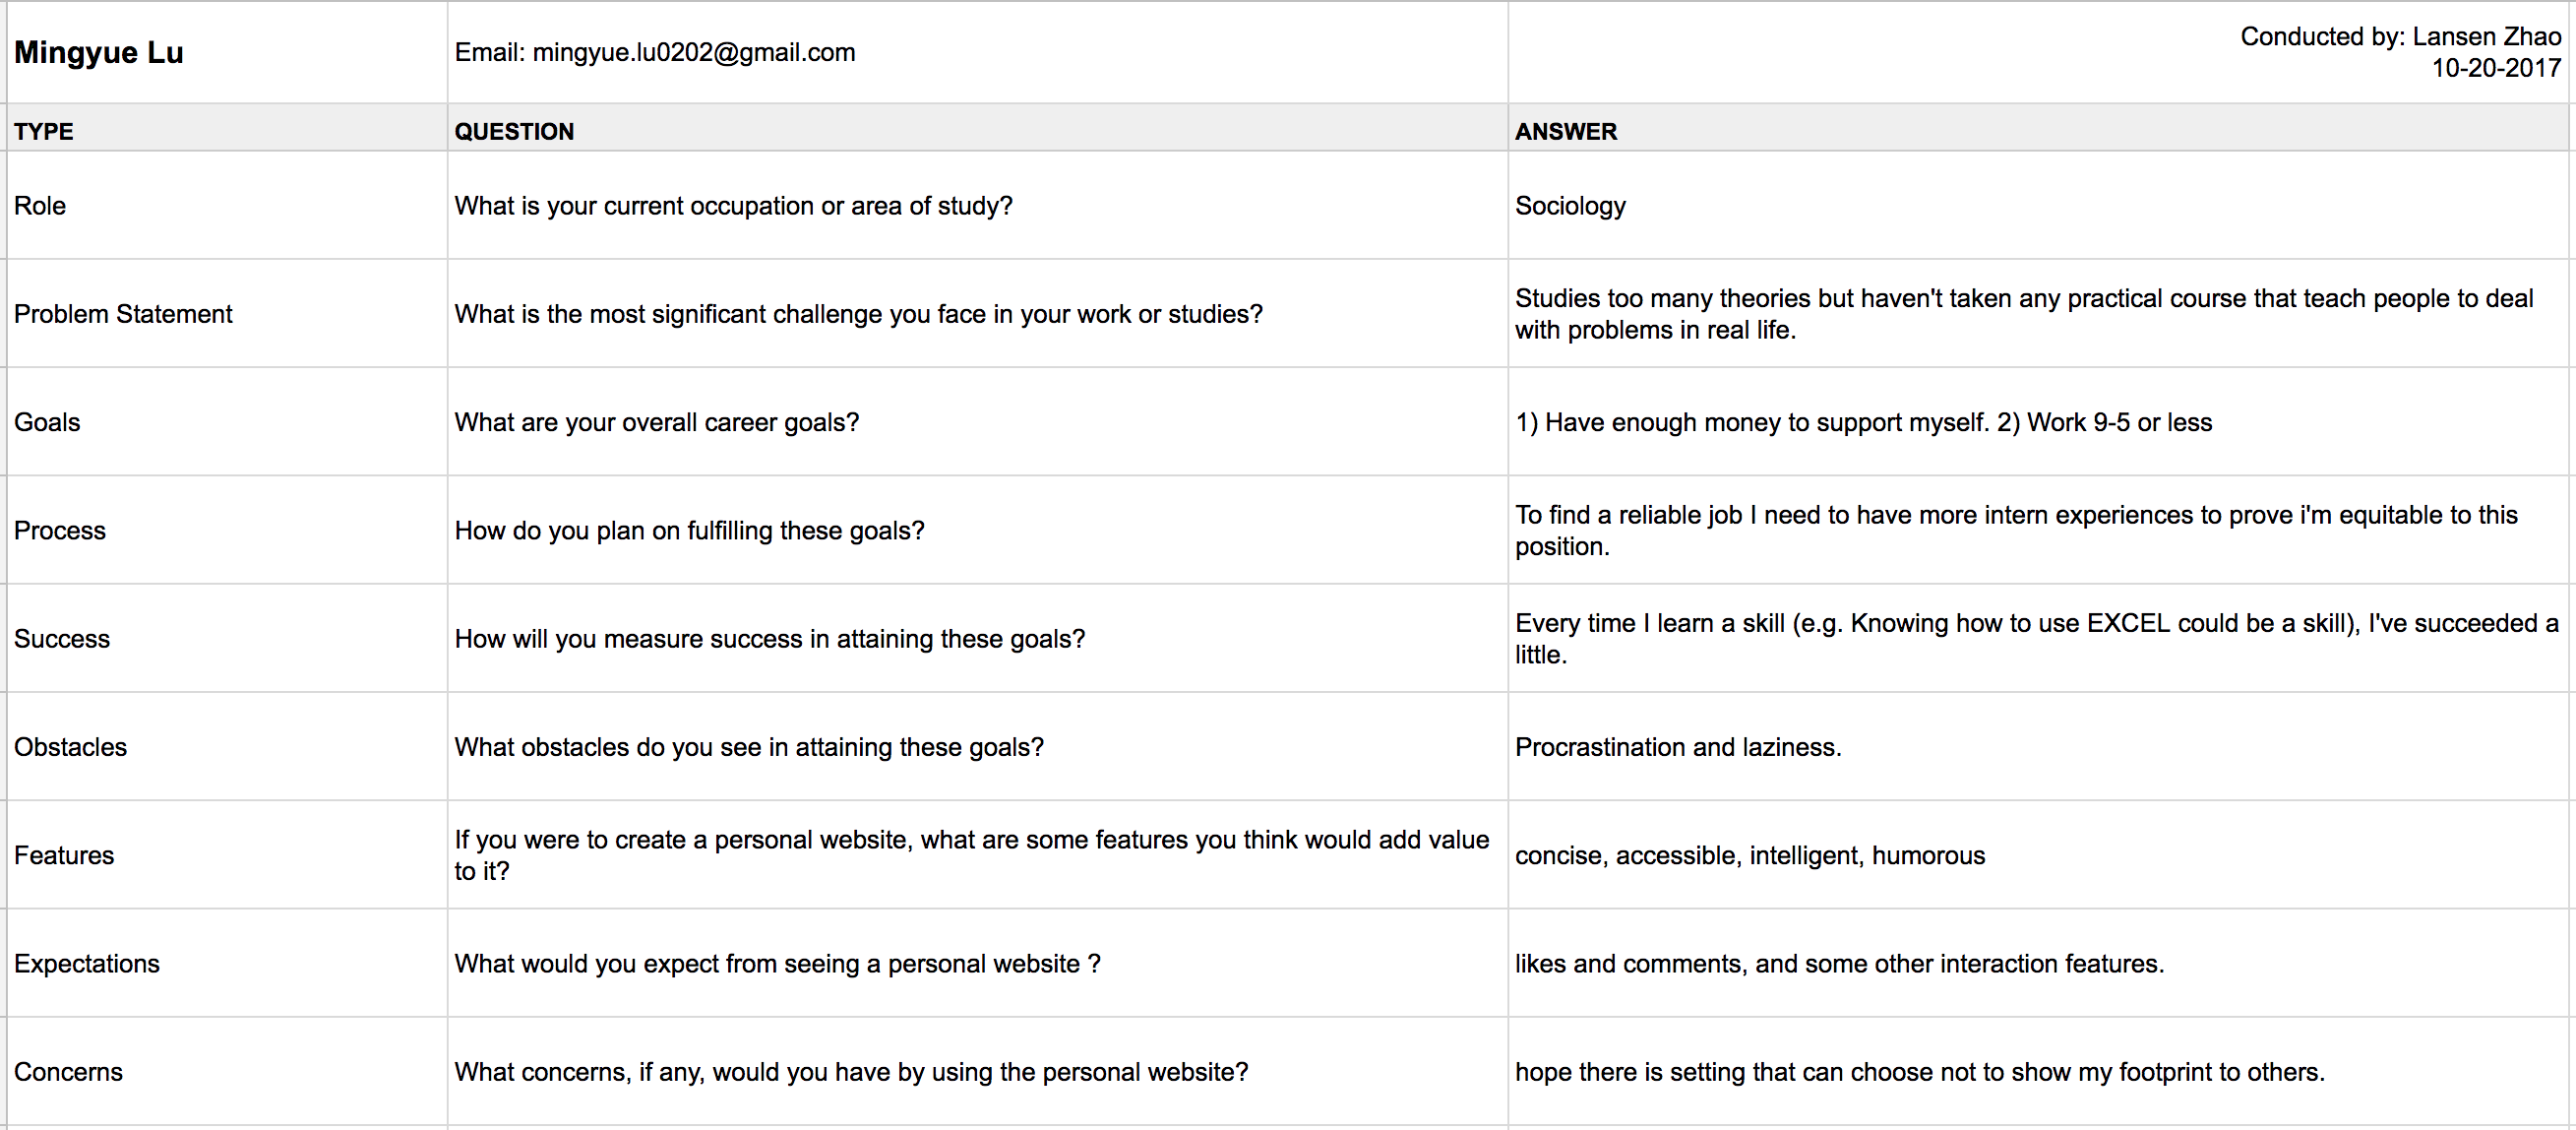 Mingyue Lu
Email: mingyue.lu0202@gmail.com
Conducted by: Lansen Zhao
10-20-2017
TYPE
QUESTION
ANSWER
Role
What is your current occupation or area of study?
Sociology
Problem Statement
What is the most significant challenge you face in your work or studies?
Studies too many theories but haven't taken any practical course that teach people to deal
with problems in real life.
Goals
What are your overall career goals?
1) Have enough money to support myself. 2) Work 9-5 or less
Process
How do you plan on fulfilling these goals?
To find a reliable job I need to have more intern experiences to prove i'm equitable to this
position.
Success
How will you measure success in attaining these goals?
Every time I learn a skill (e.g. Knowing how to use EXCEL could be a skill), I've succeeded a
little.
Obstacles
What obstacles do you see in attaining these goals?
Procrastination and laziness.
Features
If you were to create a personal website, what are some features you think would add value
to it?
concise, accessible, intelligent, humorous
Expectations
What would you expect from seeing a personal website ?
likes and comments, and some other interaction features.
Concerns
What concerns, if any, would you have by using the personal website?
hope there is setting that can choose not to show my footprint to others.